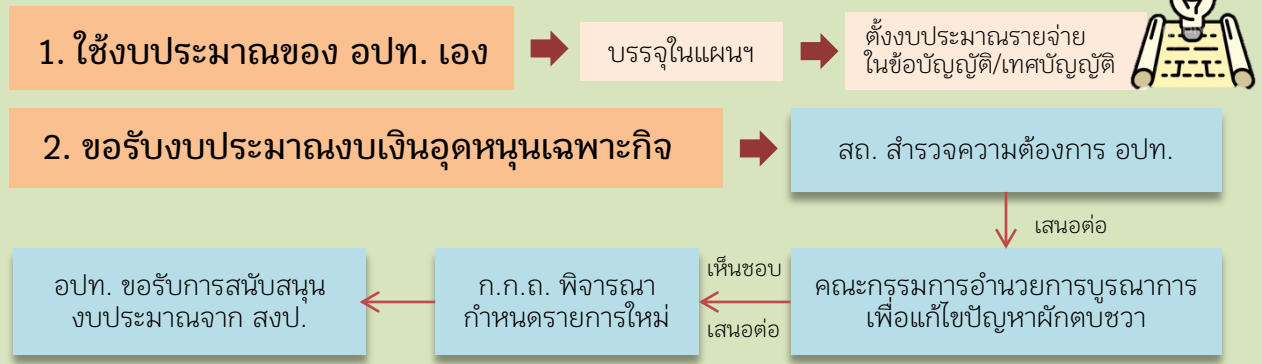 1. ใช้งบประมาณของ อปท. เอง
บรรจุในแผนฯ
ตั้งงบประมาณรายจ่าย
ในข้อบัญญัติ/เทศบัญญัติ
2. ขอรับงบประมาณงบเงินอุดหนุนเฉพาะกิจ
สถ. สำรวจความต้องการ อปท.
เสนอต่อ
คณะกรรมการอำนวยการบูรณาการ
เพื่อแก้ไขปัญหาผักตบชวา
เห็นชอบ
เสนอต่อ
ก.ก.ถ. พิจารณา
กำหนดรายการใหม่
อปท. ขอรับการสนับสนุน
งบประมาณจาก สงป.